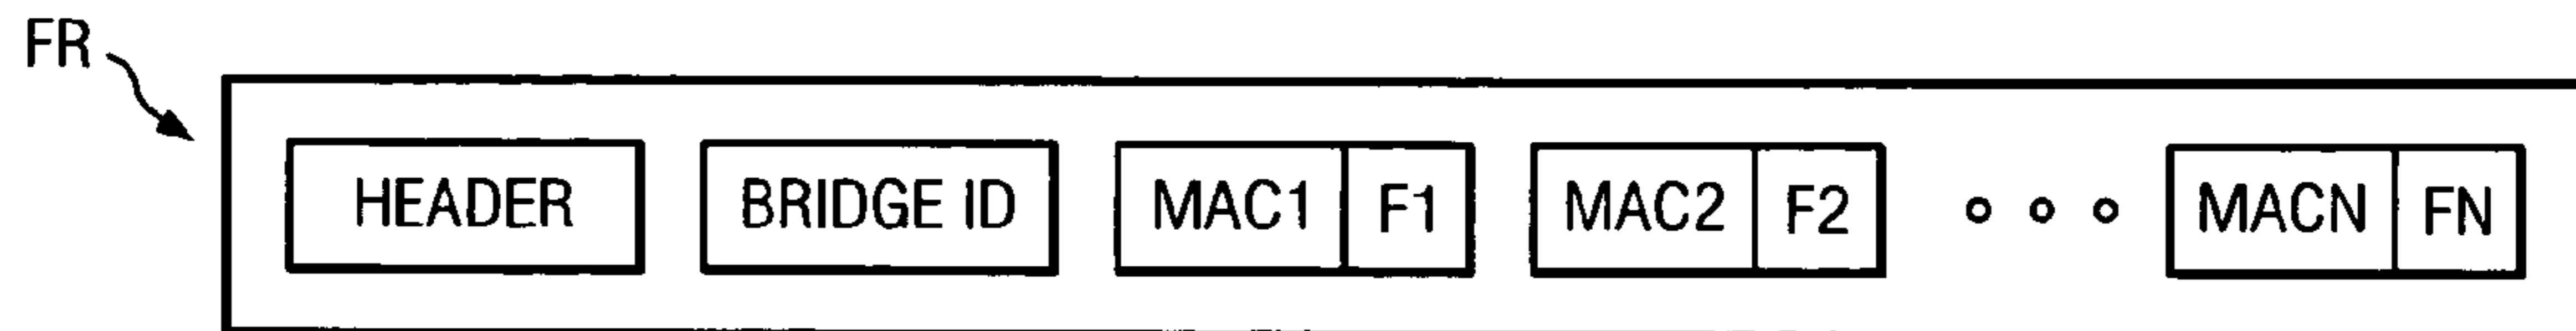 FR
HEADER BRIDGE ID MAC1 F1 MAC2 F2 MACN FN